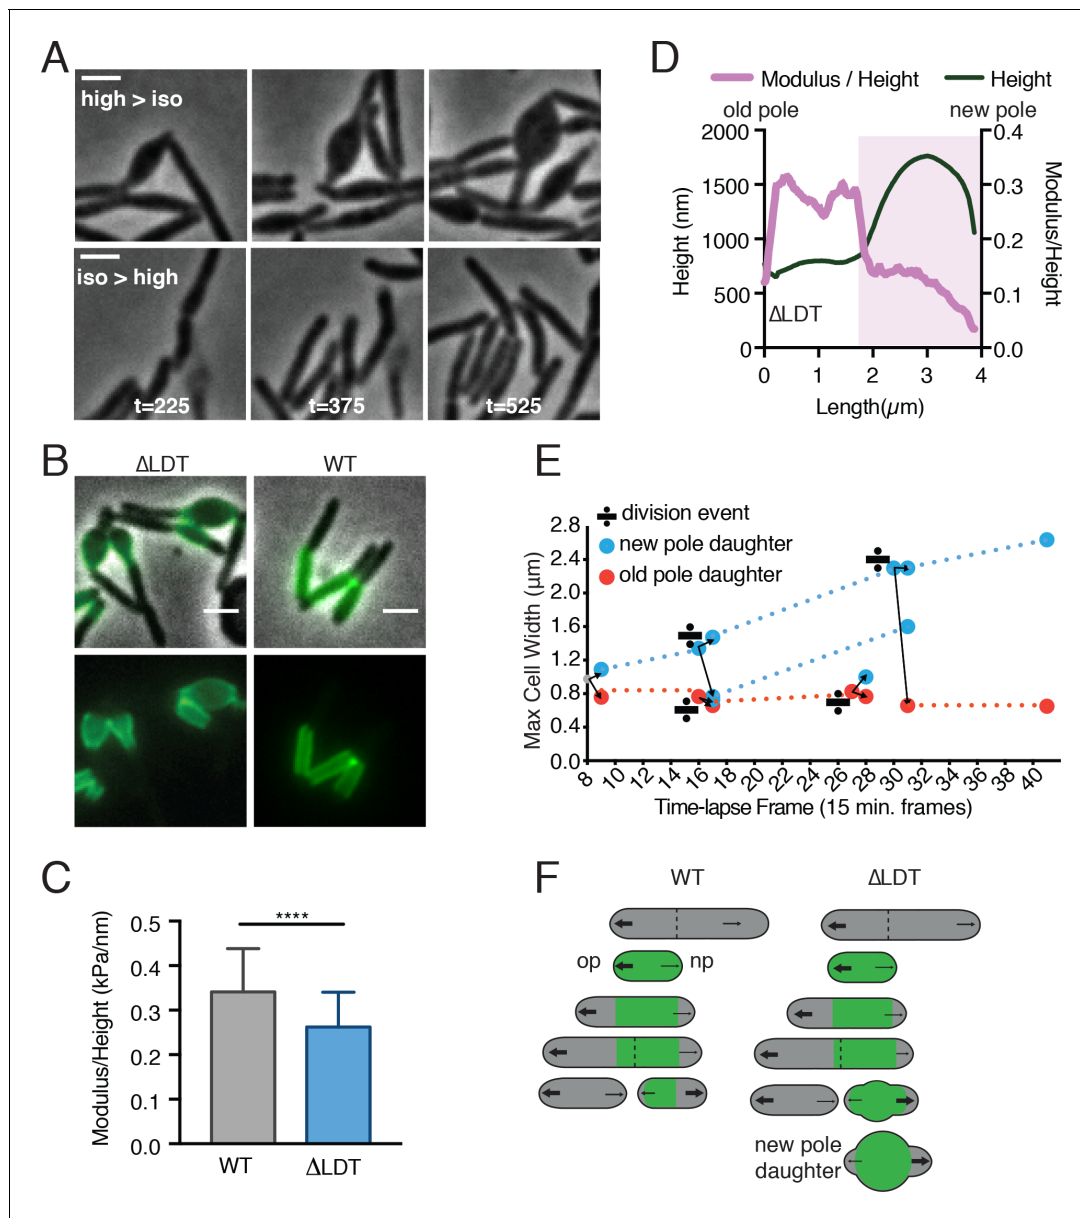 A
high > iso
iso > high
t=225
t=375
t=525
B
ΔLDT
WT
C
Modulus/Height (kPa/nm)
0.5
0.4
0.3
0.2
0.1
0.0
****
WT
ΔLDT
D
Modulus / Height
Height
old pole
new pole
Height (nm)
2000
1500
1000
500
0
0.4
0.3
0.2
0.1
0.0
Modulus/Height
ΔLDT
0 1 2 3 4
Length(µm)
E
division event
new pole daughter
old pole daughter
Max Cell Width (µm)
2.8
2.4
2.0
1.6
1.2
0.8
0.4
0.0
8 10 12 14 16 18 20 22 24 26 28 30 32 34 36 38 40
Time-lapse Frame (15 min. frames)
F
WT
ΔLDT
op
np
new pole
daughter